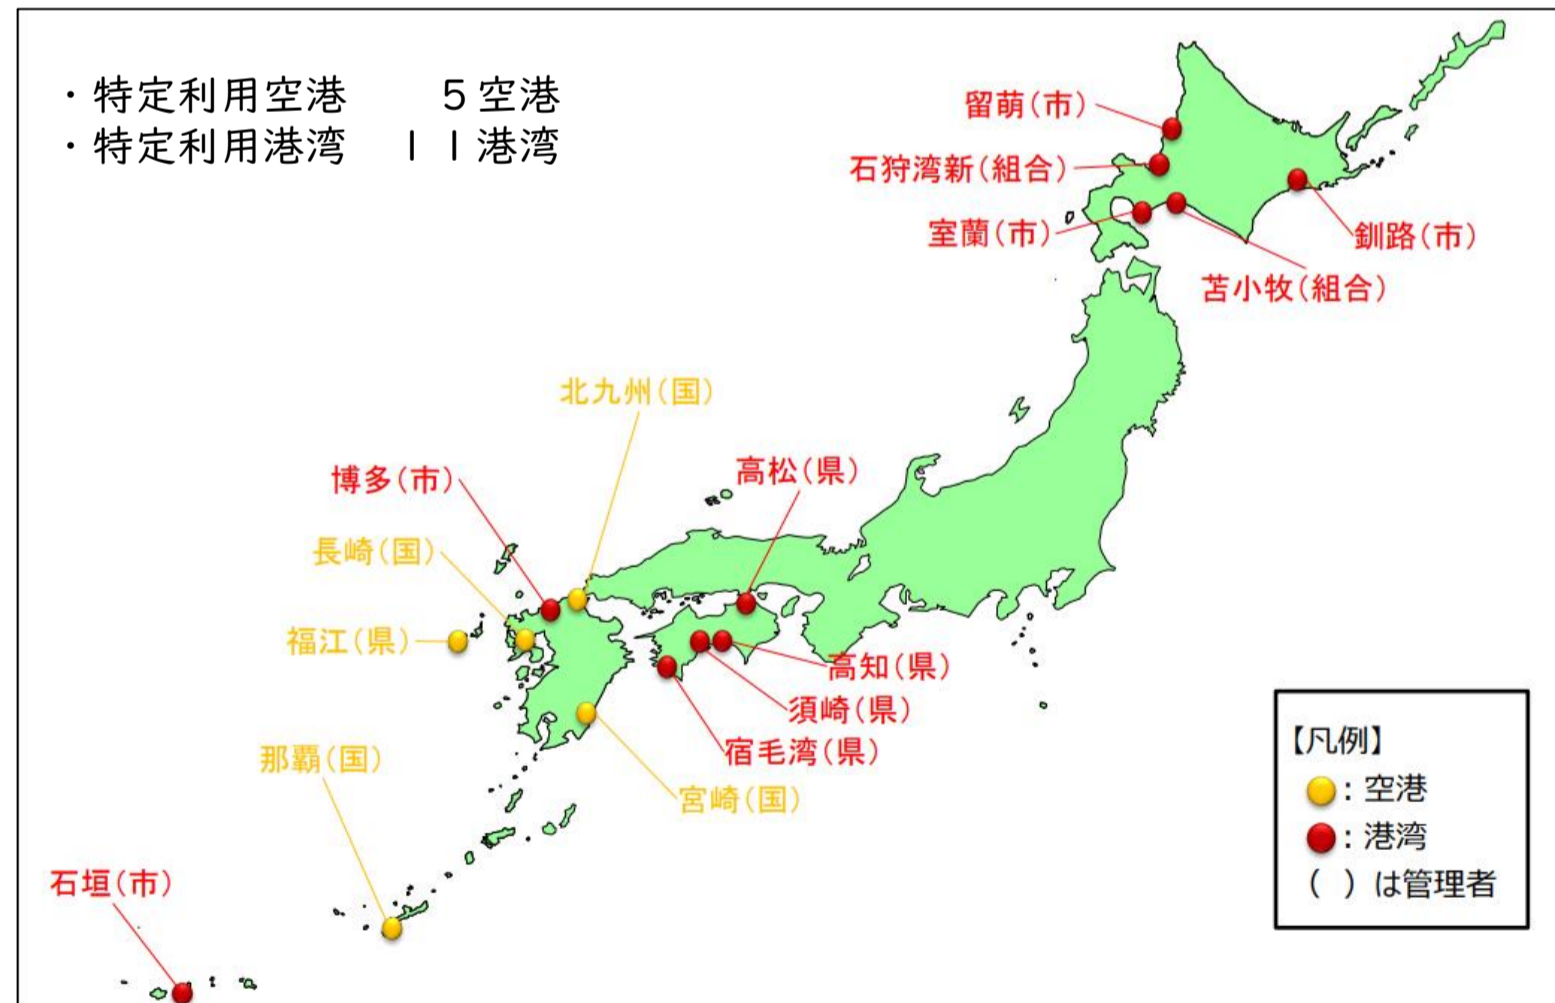 ・特定利用空港　　５空港
・特定利用港湾　１１港湾
留萌(市)
石狩湾新(組合)
室蘭(市)
釧路(市)
苫小牧(組合)
北九州(国)
博多(市)
高松(県)
長崎(国)
福江(県)
高知(県)
須崎(県)
宿毛湾(県)
那覇(国)
宮崎(国)
石垣(市)
【凡例】
：空港
：港湾
(　)は管理者